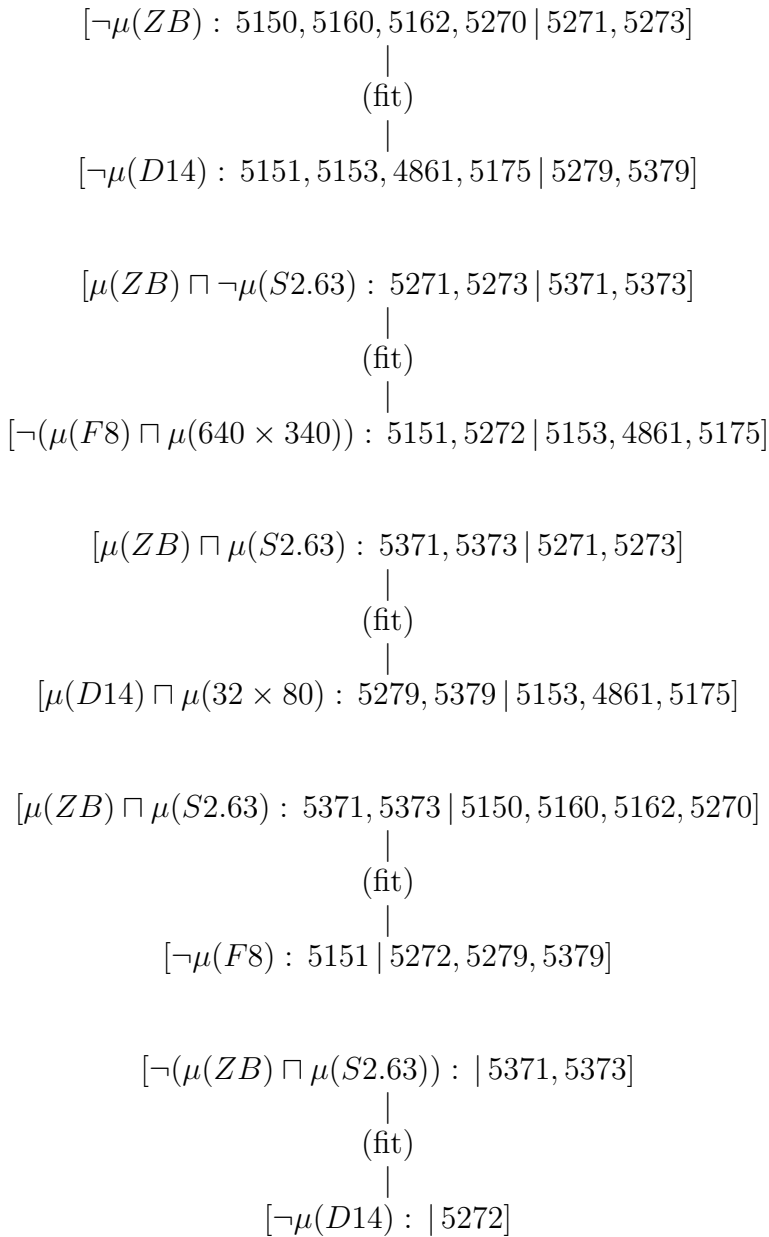 [¬μ(ZB) : 5150, 5160, 5162, 5270 | 5271, 5273]
|
(fit)
|
[¬μ(D14) : 5151, 5153, 4861, 5175 | 5279, 5379]
[μ(ZB) ⊓ ¬μ(S2.63) : 5271, 5273 | 5371, 5373]
|
(fit)
|
[¬(μ(F8) ⊓ μ(640 × 340)) : 5151, 5272 | 5153, 4861, 5175]
[μ(ZB) ⊓ μ(S2.63) : 5371, 5373 | 5271, 5273]
|
(fit)
|
[μ(D14) ⊓ μ(32 × 80) : 5279, 5379 | 5153, 4861, 5175]
[μ(ZB) ⊓ μ(S2.63) : 5371, 5373 | 5150, 5160, 5162, 5270]
|
(fit)
|
[¬μ(F8) : 5151 | 5272, 5279, 5379]
[¬(μ(ZB) ⊓ μ(S2.63)) : | 5371, 5373]
|
(fit)
|
[¬μ(D14) : | 5272]